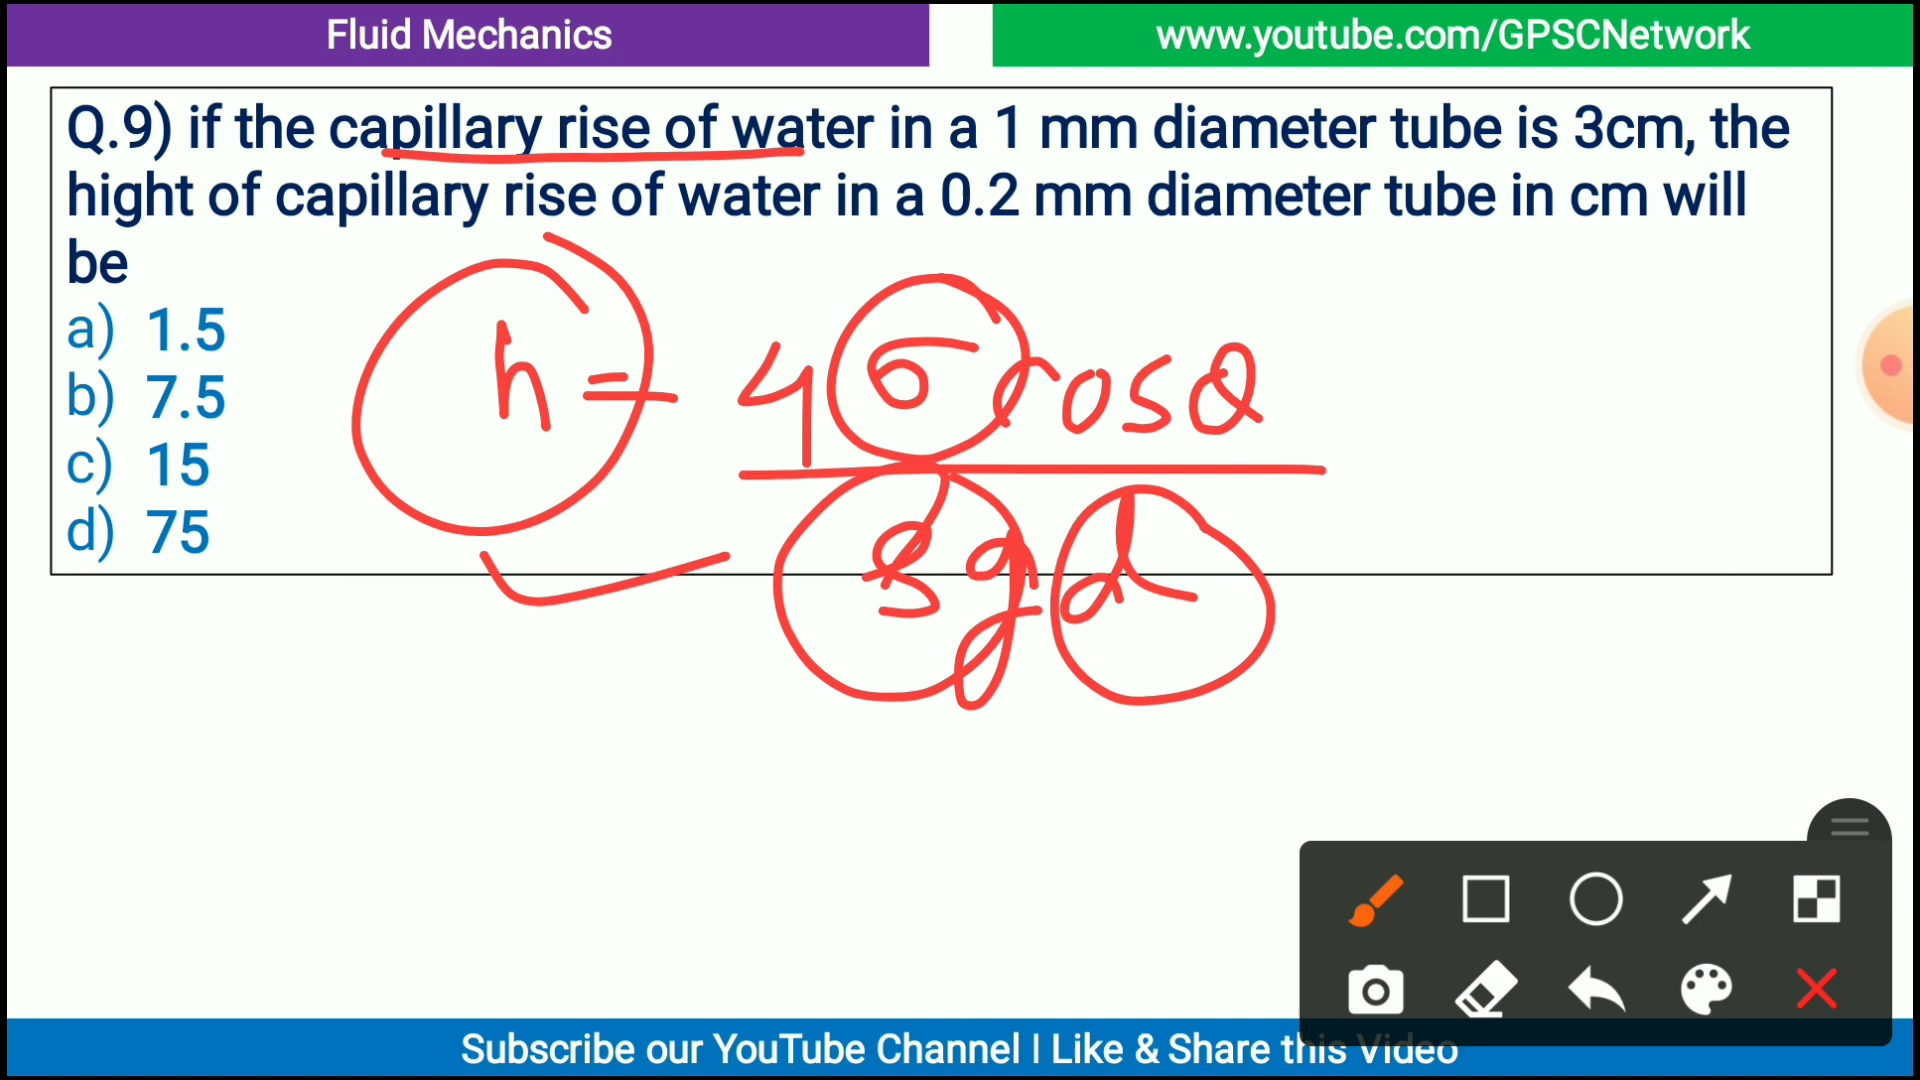 Fluid Mechanics
www.youtube.com/GPSCNetwork
Q.9) if the capillary rise of water in a 1 mm diameter tube is 3cm, the
hight of capillary rise of water in a 0.2 mm diameter tube in cm will
be
a) 1.5
b) 7.5
c) 15
d) 75
h = 4σcosθ
ρgd
Subscribe our YouTube Channel | Like & Share this Video